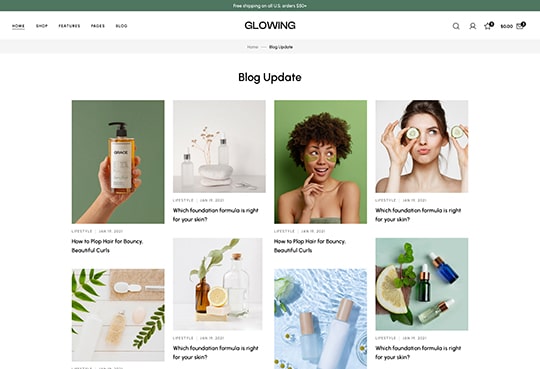 Free shipping on all U.S. orders $50+
HOME SHOP FEATURES PAGES BLOG
GLOWING
$0.00
Home — Blog Update
Blog Update
GRACE
LIFESTYLE | JAN 19, 2021
How to Plop Hair for Bouncy,
Beautiful Curls
LIFESTYLE | JAN 19, 2021
Which foundation formula is right
for your skin?
LIFESTYLE | JAN 19, 2021
How to Plop Hair for Bouncy,
Beautiful Curls
LIFESTYLE | JAN 19, 2021
Which foundation formula is right
for your skin?
LIFESTYLE | JAN 19, 2021
Which foundation formula is right
for your skin?
LIFESTYLE | JAN 19, 2021
Which foundation formula is right
for your skin?